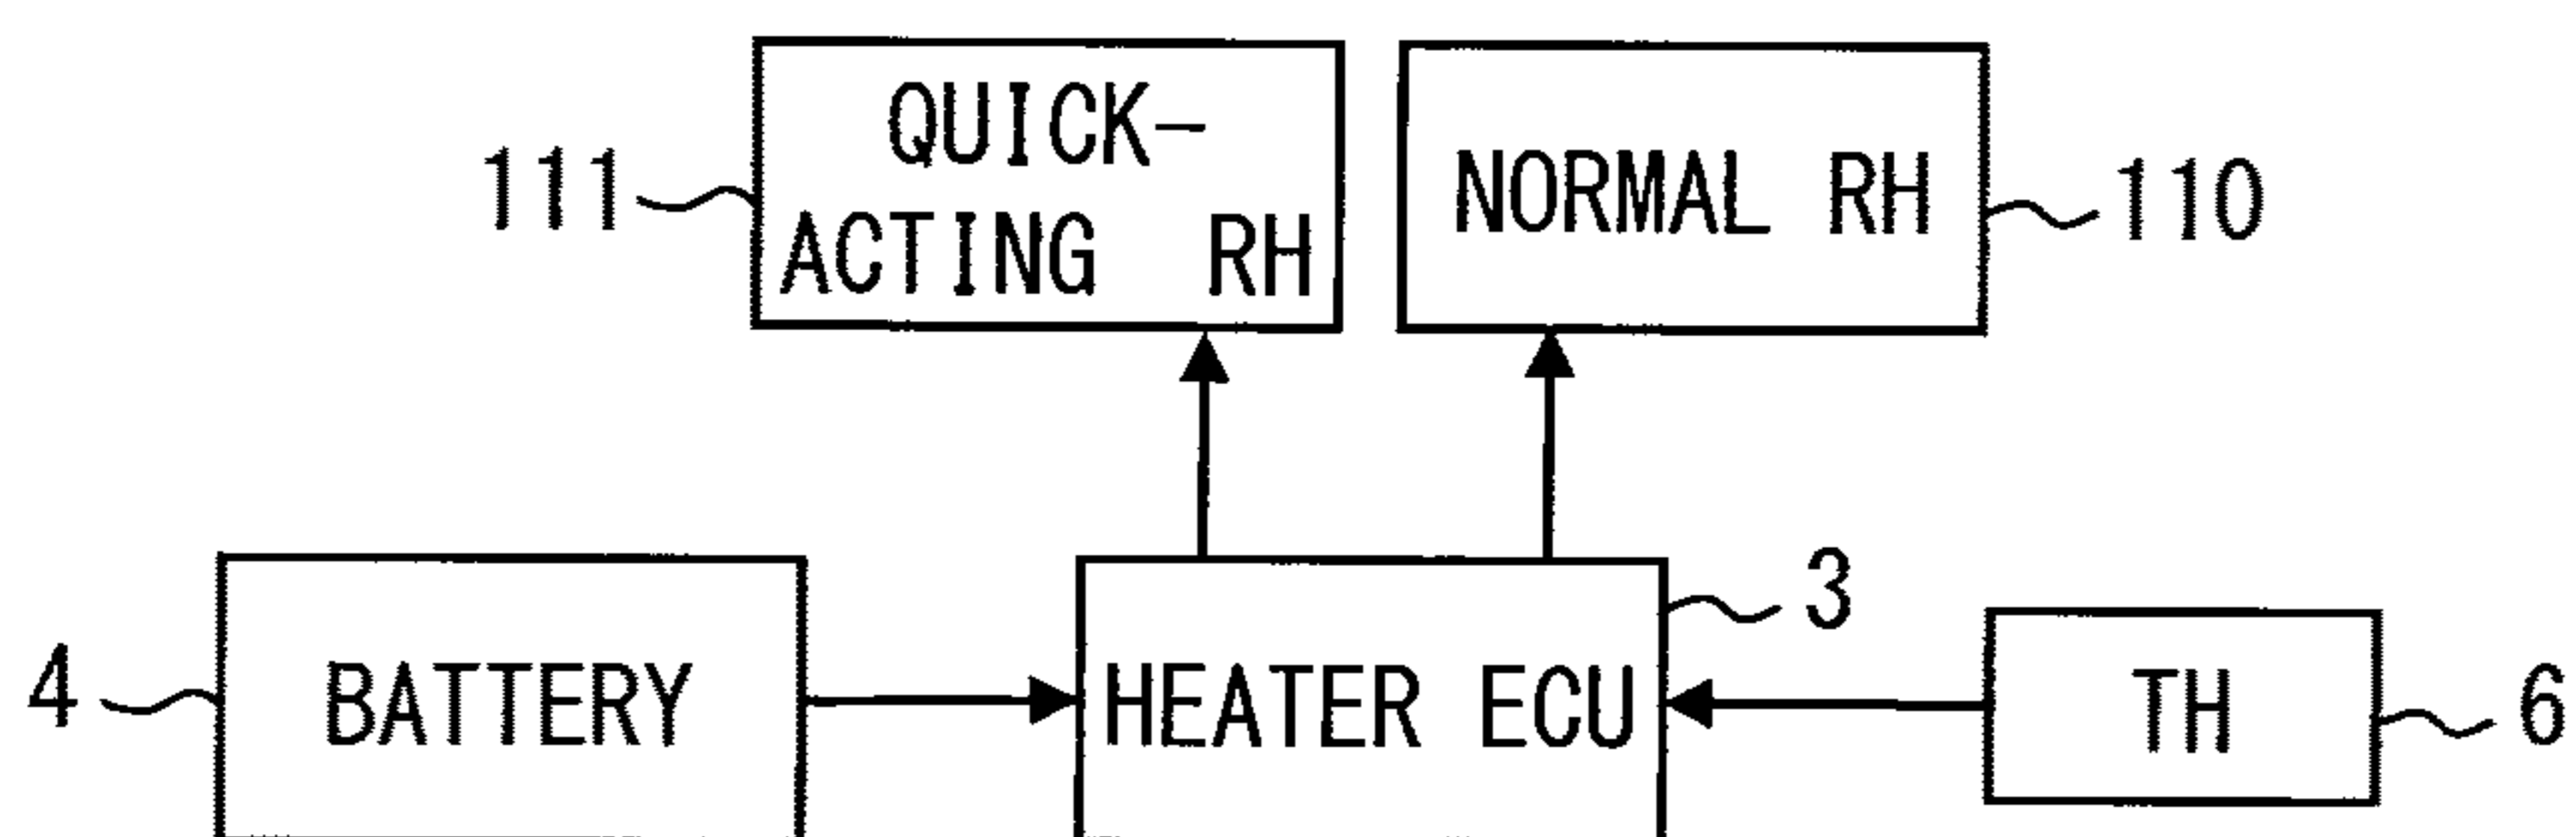 QUICK-
ACTING RH
111
NORMAL RH
110
3
4
BATTERY
HEATER ECU
TH
6